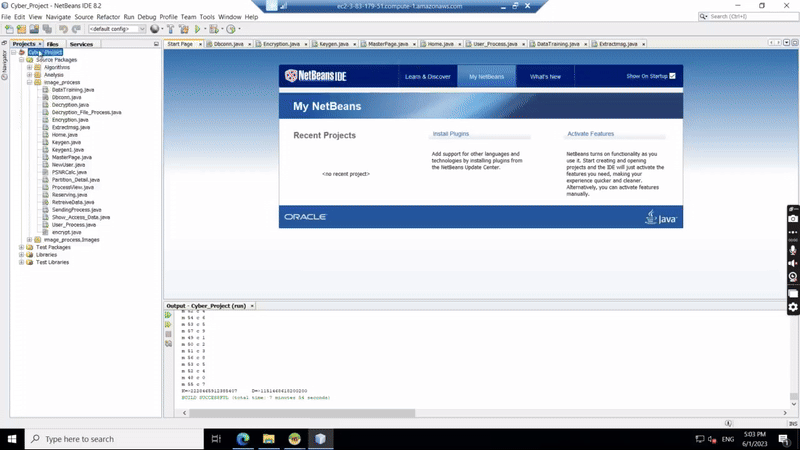 Cyber_Project - NetBeans IDE 8.2
ec2-3-83-179-51.compute-1.amazonaws.com
File Edit View Navigate Source Refactor Run Debug Profile Team Tools Window Help
Search (Ctrl+I)
<default config>
Projects Files Services
Navigator
Start Page Dbconn.java Encryption.java Keygen.java MasterPage.java Home.java User_Process.java DataTraining.java Extractmsg.java
Cyber_Project
Source Packages
Algorithms
Analysis
image_process
DataTraining.java
Dbconn.java
Decryption.java
Decryption_File_Process.java
Encryption.java
Extractmsg.java
Home.java
Keygen.java
Keygen1.java
MasterPage.java
NewUser.java
PSNRCalc.java
Partition_Detail.java
ProcessView.java
Reserving.java
RetreiveData.java
SendingProcess.java
Show_Access_Data.java
User_Process.java
encrypt.java
image_process.Images
Test Packages
Libraries
Test Libraries
NetBeans IDE
Learn & Discover
My NetBeans
What's New
Show On Startup
My NetBeans
Recent Projects
<no recent project>
Install Plugins
Add support for other languages and
technologies by installing plugins from
the NetBeans Update Center.
Activate Features
NetBeans turns on functionality as you
use it. Start creating and opening
projects and the IDE will just activate the
features you need, making your
experience quicker and cleaner.
Alternatively, you can activate features
manually.
ORACLE
Java
Output - Cyber_Project (run)
m 54 c 6
m 53 c 5
m 57 c 9
m 49 c 1
m 50 c 2
m 51 c 3
m 56 c 8
m 53 c 5
m 52 c 4
m 48 c 0
m 55 c 7
BUILD SUCCESSFUL (total time: 7 minutes 54 seconds)
INS
Type here to search
ENG
5:03 PM
6/1/2023